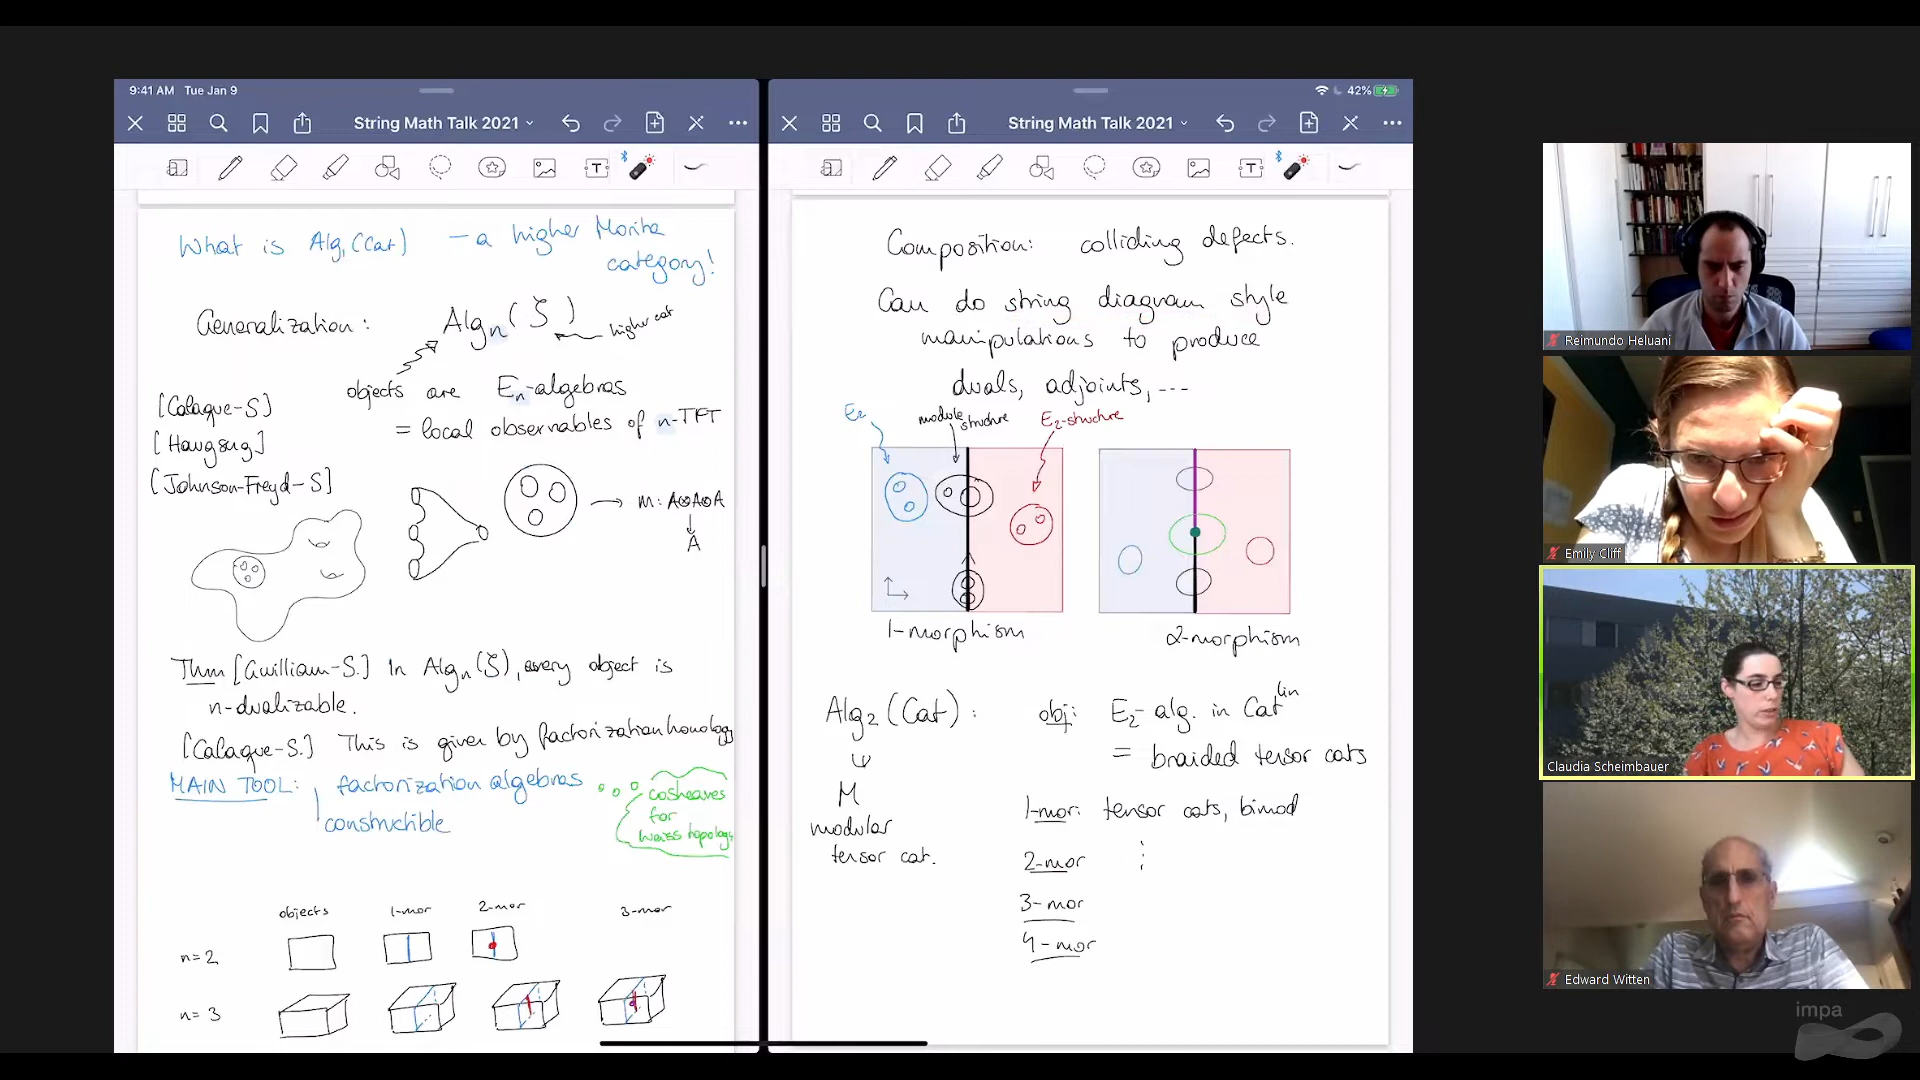 9:41 AM Tue Jan 9
42%
String Math Talk 2021
String Math Talk 2021
What is Alg₁(Cat) – a higher Morita
category!
Generalization: Algₙ(ζ) higher cat
[Calaque-S]
[Haugseng]
[Johnson-Freyd-S]
objects are Eₙ-algebras
= local observables of n-TFT
→ m: A⊗A⊗A
↓
A
Thm [Gwilliam-S.] In Algₙ(ζ), every object is
n-dualizable.
[Calaque-S.] This is given by factorization homology
MAIN TOOL: factorization algebras
constructible
cosheaves
for
Weiss topology
objects 1-mor 2-mor 3-mor
n=2
n=3
Composition: colliding defects.
Can do string diagram style
manipulations to produce
duals, adjoints, ---
E₂
module structure
E₂-structure
1-morphism
2-morphism
Alg₂(Cat): obj: E₂-alg. in Catˡⁱⁿ
= braided tensor cats
M
modular
tensor cat.
1-mor: tensor cats, bimod
2-mor ⋮
3-mor
4-mor
Reimundo Heluani
Emily Cliff
Claudia Scheimbauer
Edward Witten
impa